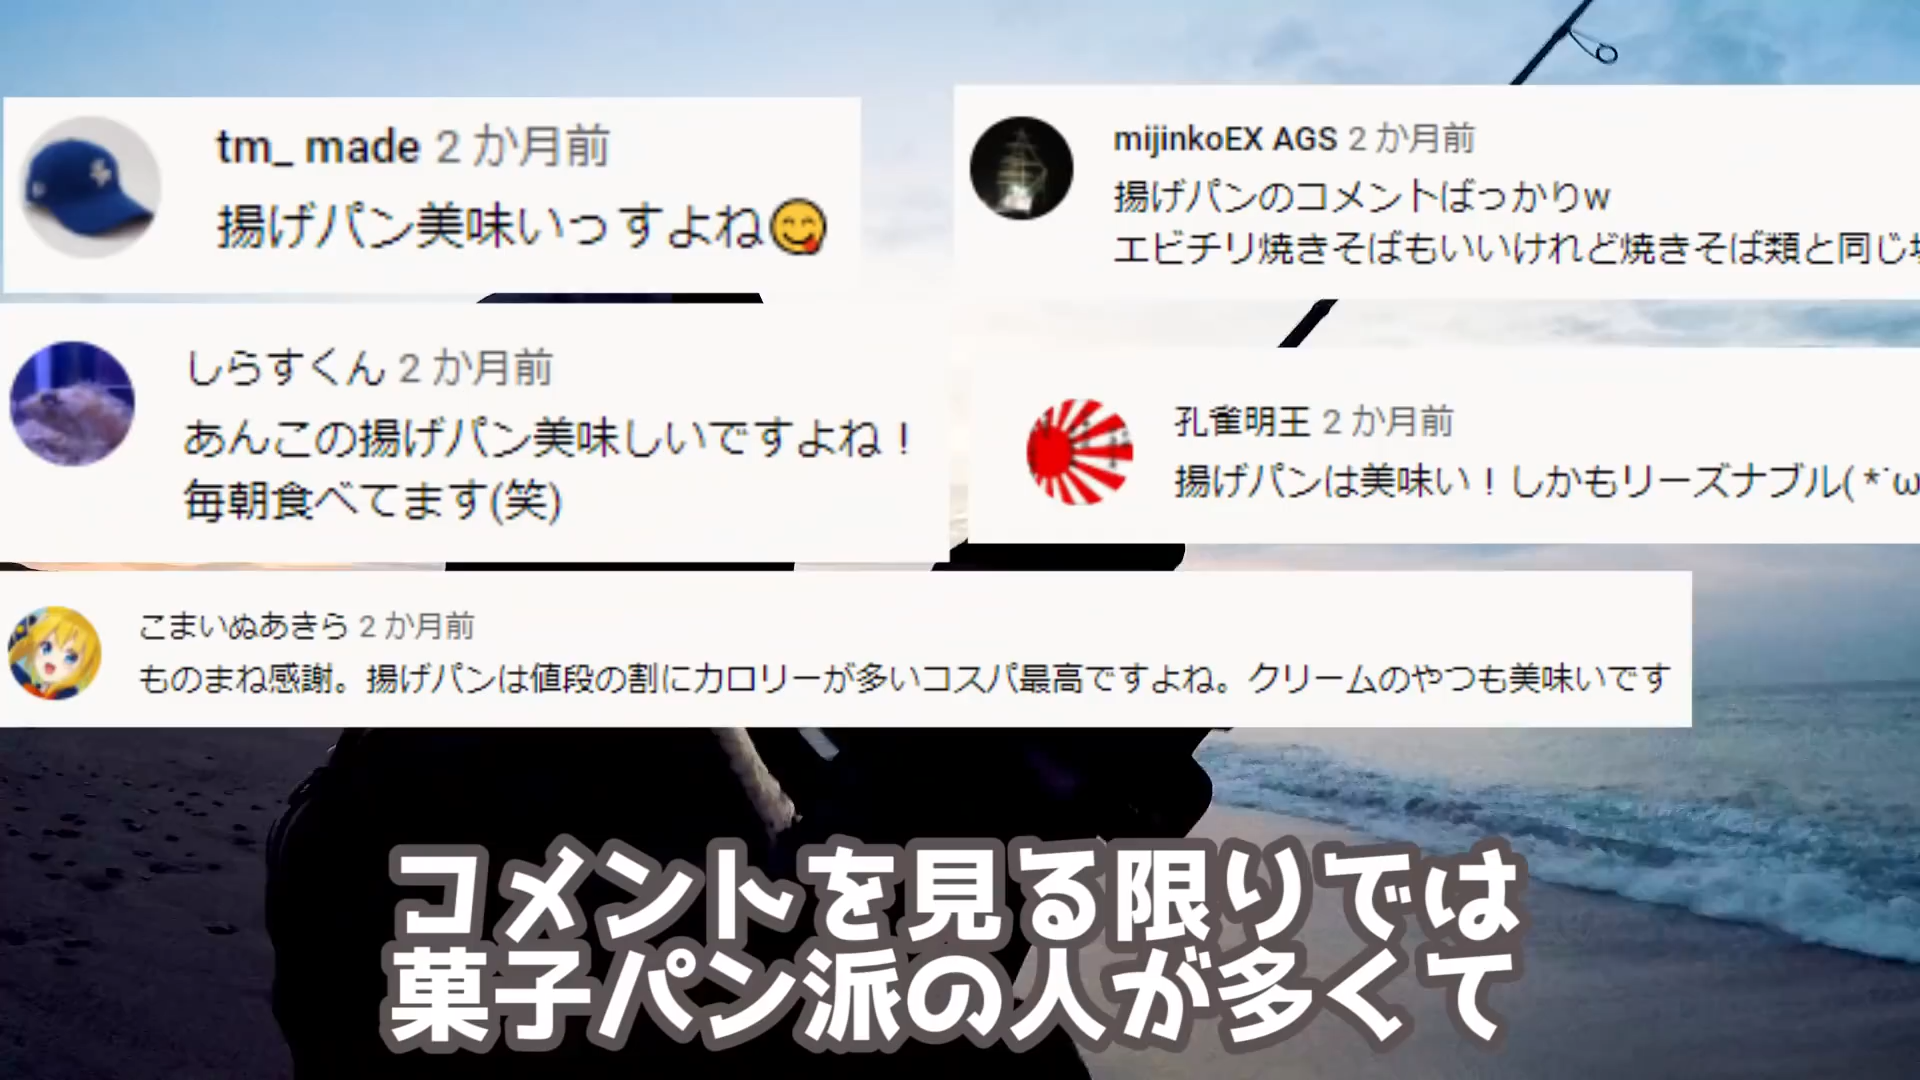 tm_ made 2 か月前
揚げパン美味いっすよね😋
mijinkoEX AGS 2 か月前
揚げパンのコメントばっかりw
エビチリ焼きそばもいいけれど焼きそば類と同じ
しらすくん 2 か月前
あんこの揚げパン美味しいですよね！
毎朝食べてます(笑)
孔雀明王 2 か月前
揚げパンは美味い！しかもリーズナブル(*´ω
こまいぬあきら 2 か月前
ものまね感謝。揚げパンは値段の割にカロリーが多いコスパ最高ですよね。クリームのやつも美味いです
コメントを見る限りでは
菓子パン派の人が多くて